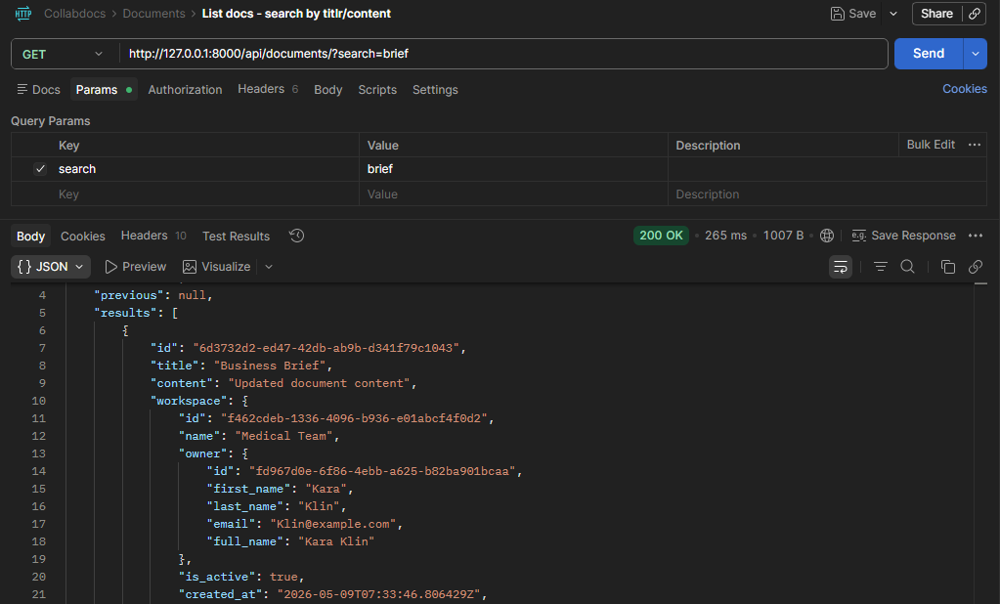 HTTP Collabdocs > Documents > List docs - search by titlr/content Save Share
GET http://127.0.0.1:8000/api/documents/?search=brief Send
Docs Params Authorization Headers 6 Body Scripts Settings Cookies
Query Params
Key Value Description Bulk Edit ...
search brief
Key Value Description
Body Cookies Headers 10 Test Results 200 OK • 265 ms • 1007 B • e.g. Save Response ...
{} JSON Preview Visualize
4 "previous": null,
5 "results": [
6 {
7 "id": "6d3732d2-ed47-42db-ab9b-d341f79c1043",
8 "title": "Business Brief",
9 "content": "Updated document content",
10 "workspace": {
11 "id": "f462cdeb-1336-4096-b936-e01abcf4f0d2",
12 "name": "Medical Team",
13 "owner": {
14 "id": "fd967d0e-6f86-4ebb-a625-b82ba901bcaa",
15 "first_name": "Kara",
16 "last_name": "Klin",
17 "email": "Klin@example.com",
18 "full_name": "Kara Klin"
19 },
20 "is_active": true,
21 "created_at": "2026-05-09T07:33:46.806429Z",